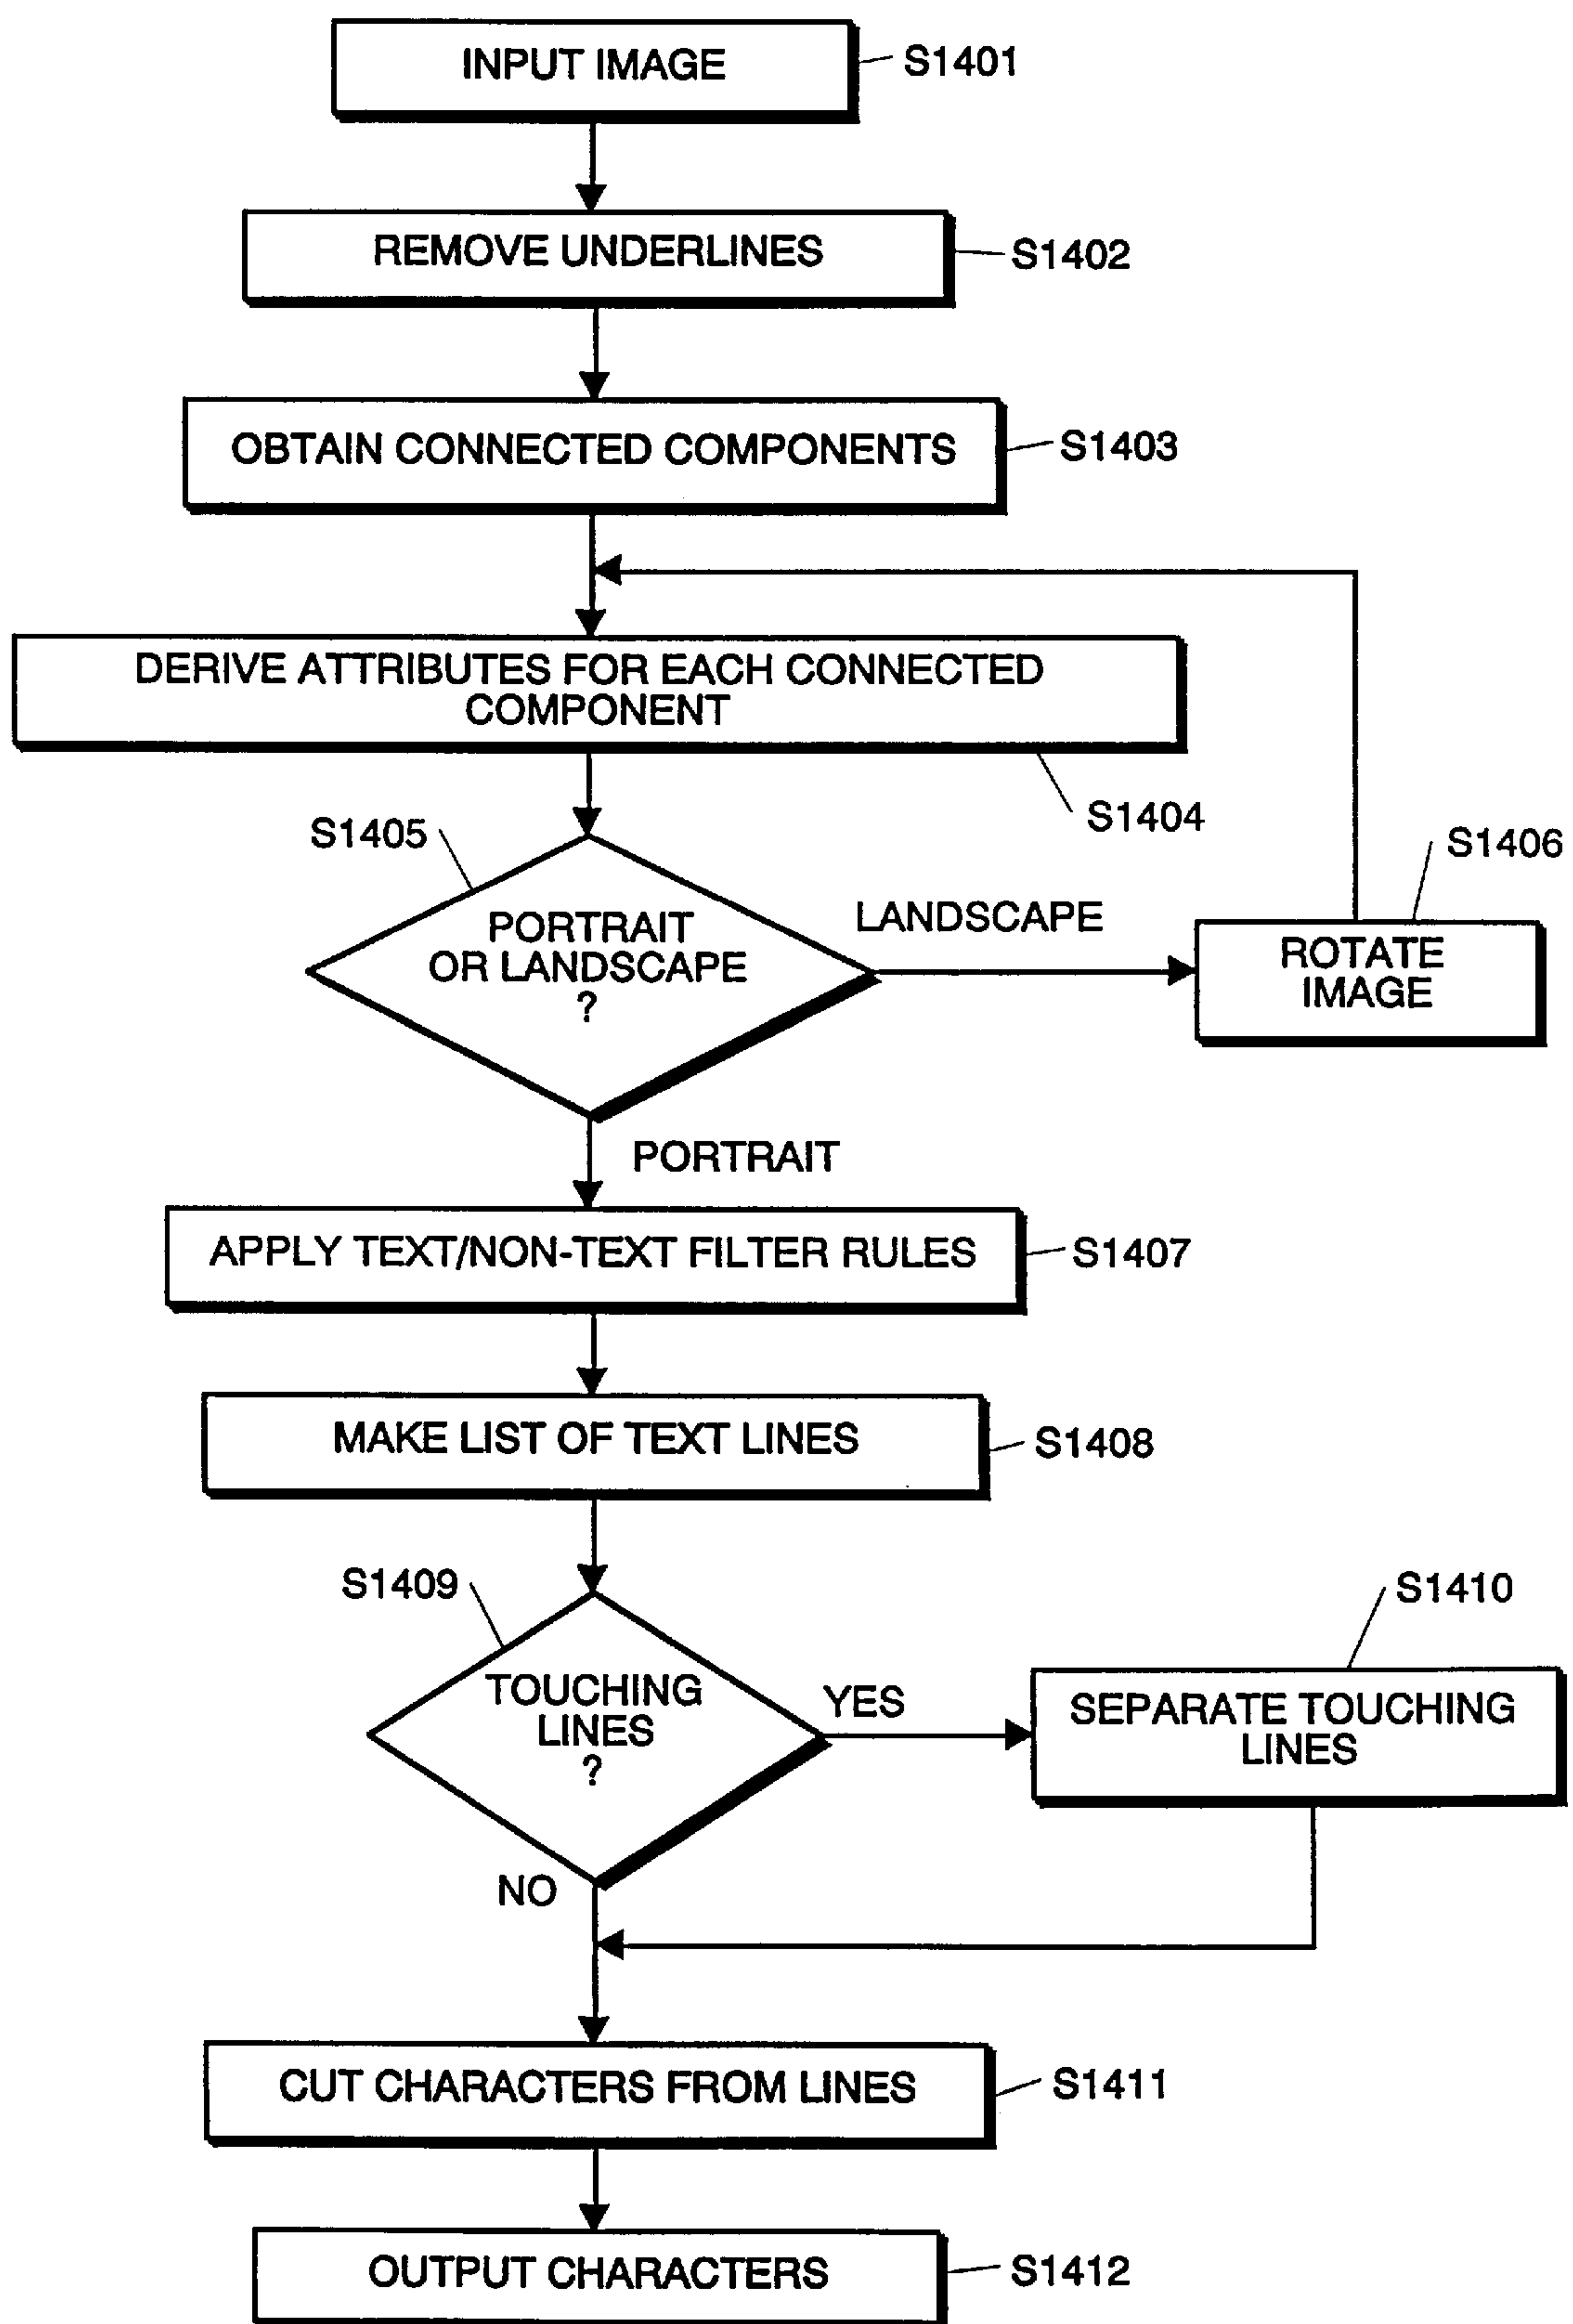 INPUT IMAGE
S1401
REMOVE UNDERLINES
S1402
OBTAIN CONNECTED COMPONENTS
S1403
DERIVE ATTRIBUTES FOR EACH CONNECTED
COMPONENT
S1404
S1405
PORTRAIT
OR LANDSCAPE
?
LANDSCAPE
S1406
ROTATE
IMAGE
PORTRAIT
APPLY TEXT/NON-TEXT FILTER RULES
S1407
MAKE LIST OF TEXT LINES
S1408
S1409
TOUCHING
LINES
?
YES
S1410
SEPARATE TOUCHING
LINES
NO
CUT CHARACTERS FROM LINES
S1411
OUTPUT CHARACTERS
S1412